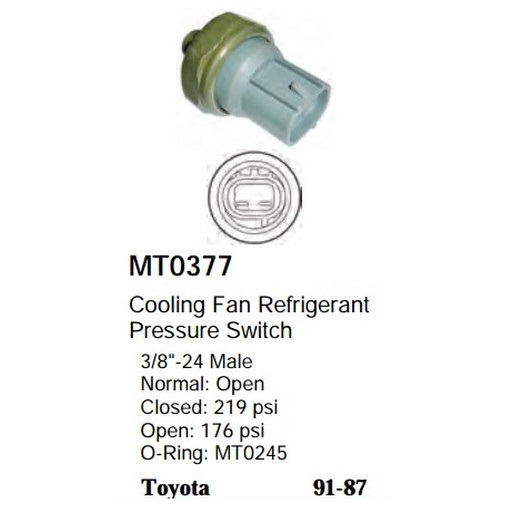 MT0377
Cooling Fan Refrigerant
Pressure Switch
3/8"-24 Male
Normal: Open
Closed: 219 psi
Open: 176 psi
O-Ring: MT0245
Toyota 91-87